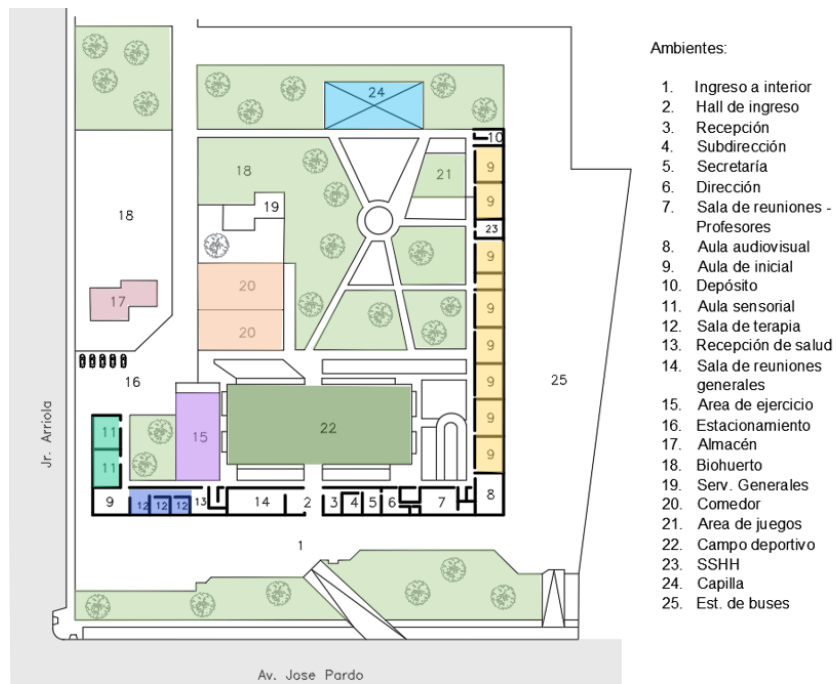 24
10
9
21
18
9
19
18
23
9
20
9
17
20
9
16
9
25
9
22
15
11
11
9
9
12
12
12
13
14
2
3
4
5
6
7
8
1
Jr. Arriola
Av. Jose Pardo
Ambientes:
1. Ingreso a interior
2. Hall de ingreso
3. Recepción
4. Subdirección
5. Secretaría
6. Dirección
7. Sala de reuniones -
Profesores
8. Aula audiovisual
9. Aula de inicial
10. Depósito
11. Aula sensorial
12. Sala de terapia
13. Recepción de salud
14. Sala de reuniones
generales
15. Area de ejercicio
16. Estacionamiento
17. Almacén
18. Biohuerto
19. Serv. Generales
20. Comedor
21. Area de juegos
22. Campo deportivo
23. SSHH
24. Capilla
25. Est. de buses